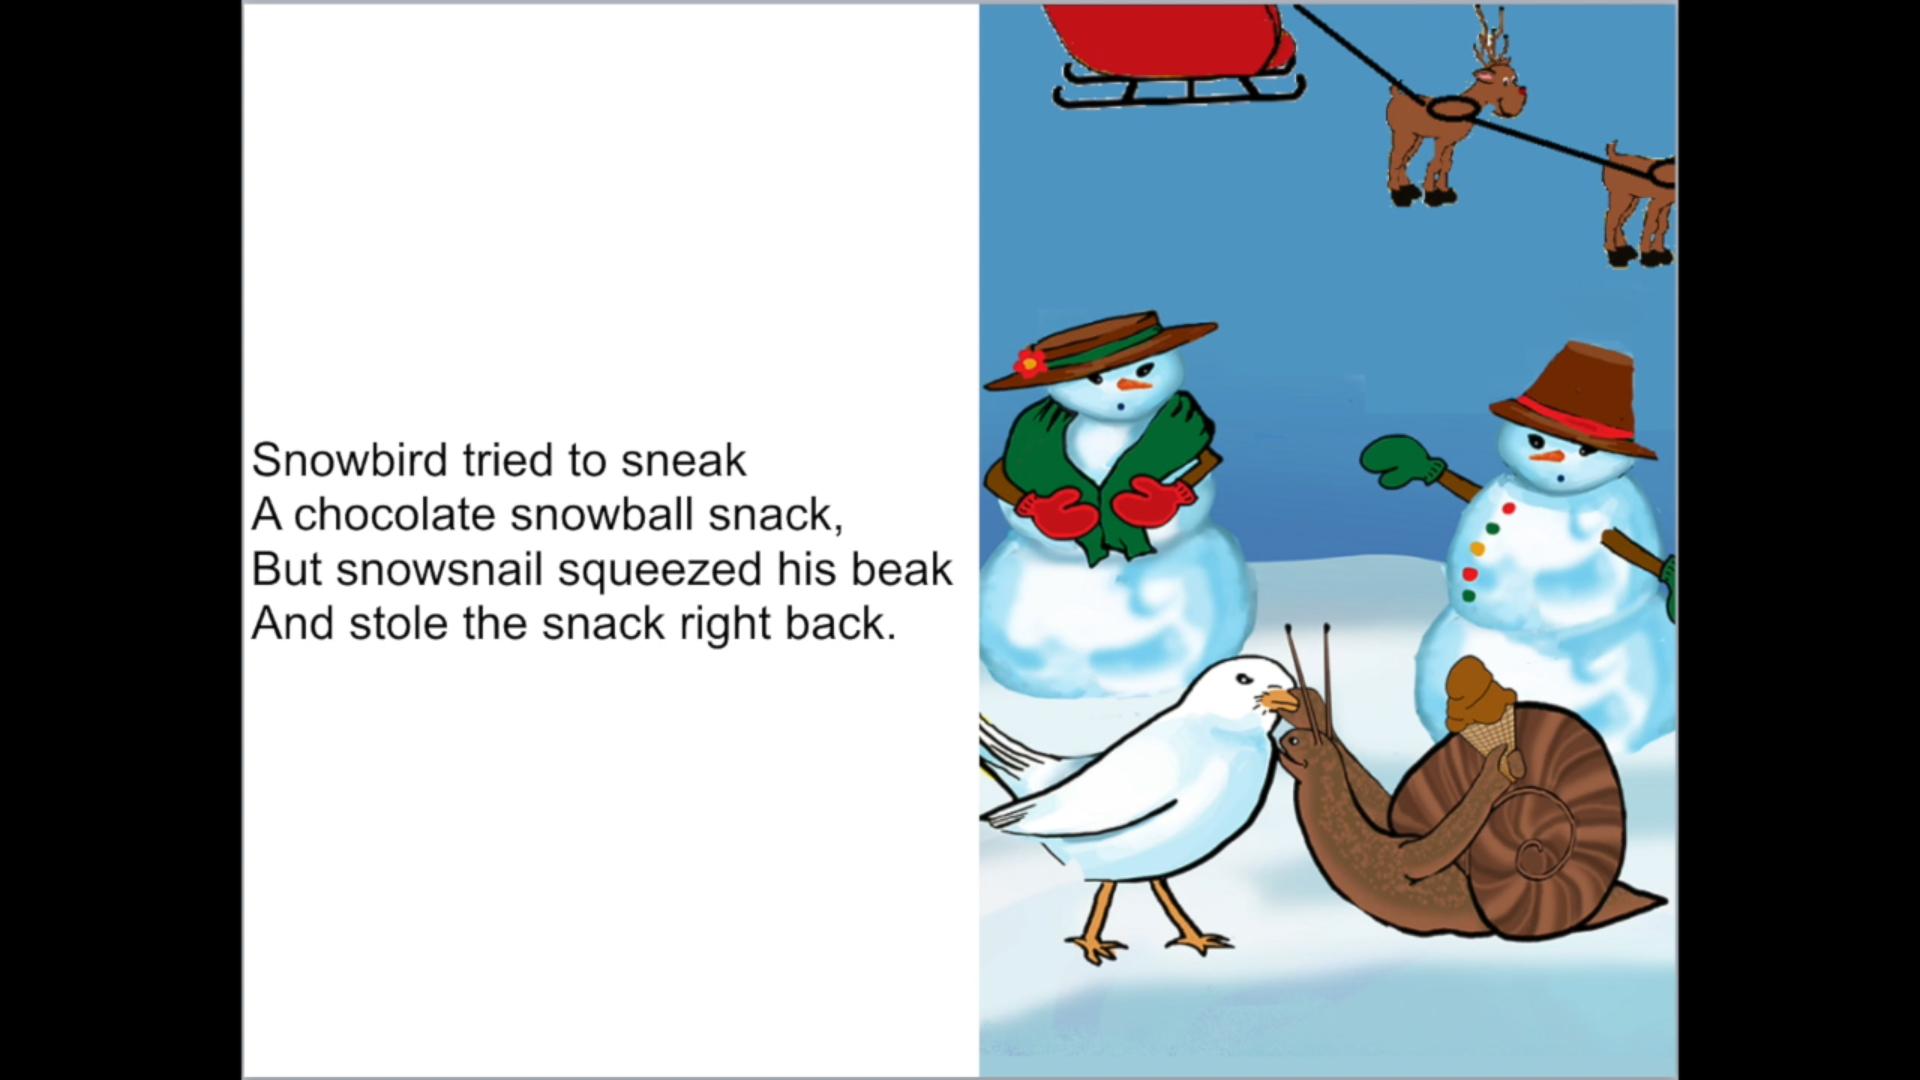 Snowbird tried to sneak
A chocolate snowball snack,
But snowsnail squeezed his beak
And stole the snack right back.